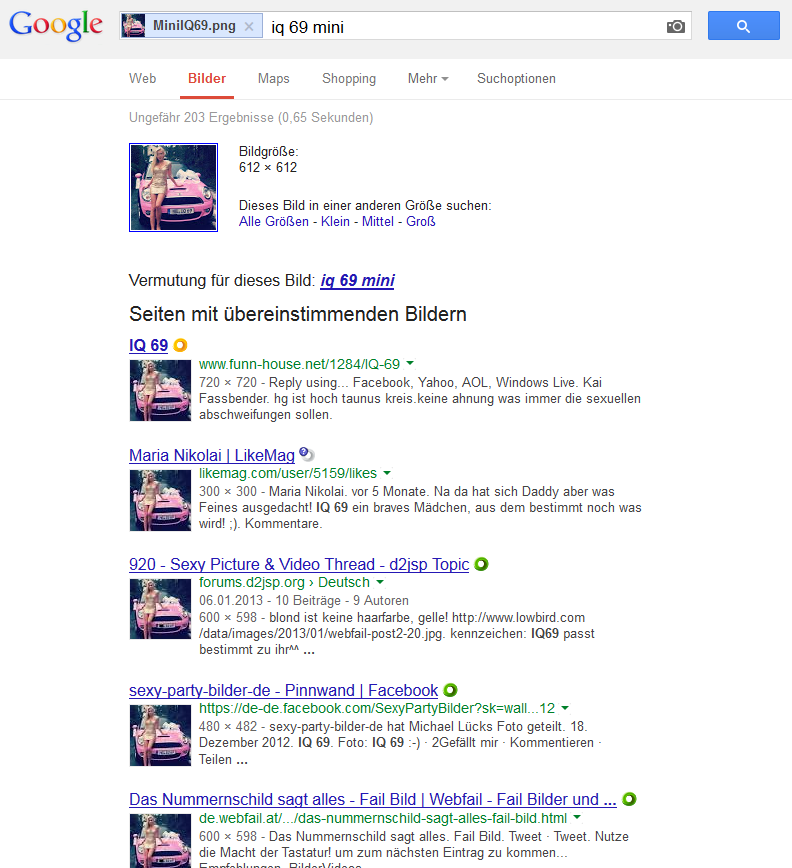 Google MiniIQ69.png × iq 69 mini
Web Bilder Maps Shopping Mehr Suchoptionen
Ungefähr 203 Ergebnisse (0,65 Sekunden)
Bildgröße:
612 × 612
Dieses Bild in einer anderen Größe suchen:
Alle Größen - Klein - Mittel - Groß
Vermutung für dieses Bild: iq 69 mini
Seiten mit übereinstimmenden Bildern
IQ 69
www.funn-house.net/1284/IQ-69
720 × 720 - Reply using... Facebook, Yahoo, AOL, Windows Live. Kai
Fassbender. hg ist hoch taunus kreis.keine ahnung was immer die sexuellen
abschweifungen sollen.
Maria Nikolai | LikeMag
likemag.com/user/5159/likes
300 × 300 - Maria Nikolai. vor 5 Monate. Na da hat sich Daddy aber was
Feines ausgedacht! IQ 69 ein braves Mädchen, aus dem bestimmt noch was
wird! ;). Kommentare.
920 - Sexy Picture & Video Thread - d2jsp Topic
forums.d2jsp.org › Deutsch
06.01.2013 - 10 Beiträge - 9 Autoren
600 × 598 - blond ist keine haarfarbe, gelle! http://www.lowbird.com
/data/images/2013/01/webfail-post2-20.jpg. kennzeichen: IQ69 passt
bestimmt zu ihr^^ ...
sexy-party-bilder-de - Pinnwand | Facebook
https://de-de.facebook.com/SexyPartyBilder?sk=wall...12
480 × 482 - sexy-party-bilder-de hat Michael Lücks Foto geteilt. 18.
Dezember 2012. IQ 69. Foto: IQ 69 :-) · 2Gefällt mir · Kommentieren ·
Teilen ...
Das Nummernschild sagt alles - Fail Bild | Webfail - Fail Bilder und ...
de.webfail.at/.../das-nummernschild-sagt-alles-fail-bild.html
600 × 598 - Das Nummernschild sagt alles. Fail Bild. Tweet · Tweet. Nutze
die Macht der Tastatur! um zum nächsten Eintrag zu kommen...
Empfehlungen. BilderVideos.